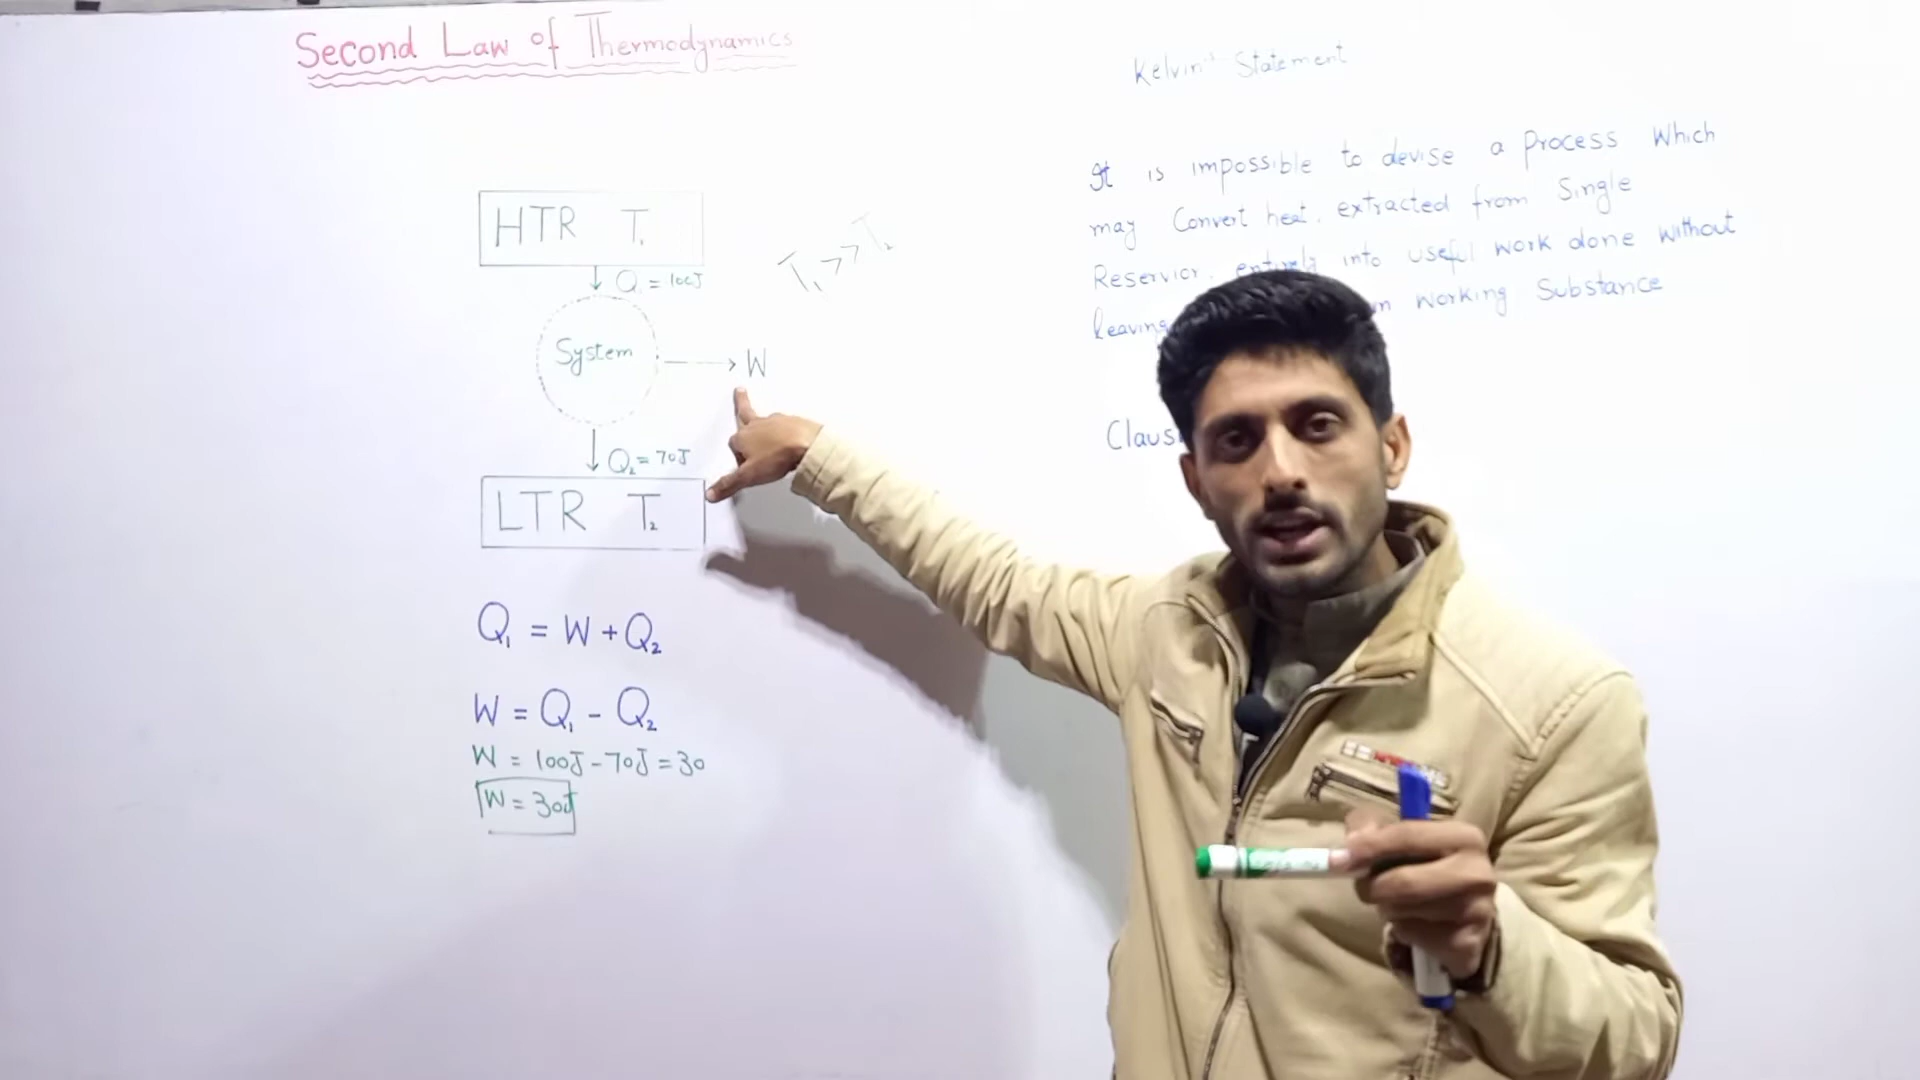 Second Law of Thermodynamics
HTR T₁
Q₁ = 100J
T₁ >> T₂
System
W
Q₂ = 70J
LTR T₂
Q₁ = W + Q₂
W = Q₁ - Q₂
W = 100J - 70J = 30
W = 30J
Kelvin's Statement
It is impossible to devise a Process Which
may Convert heat, extracted from Single
Reservior, entirely into useful work done without
leaving working Substance
Claus